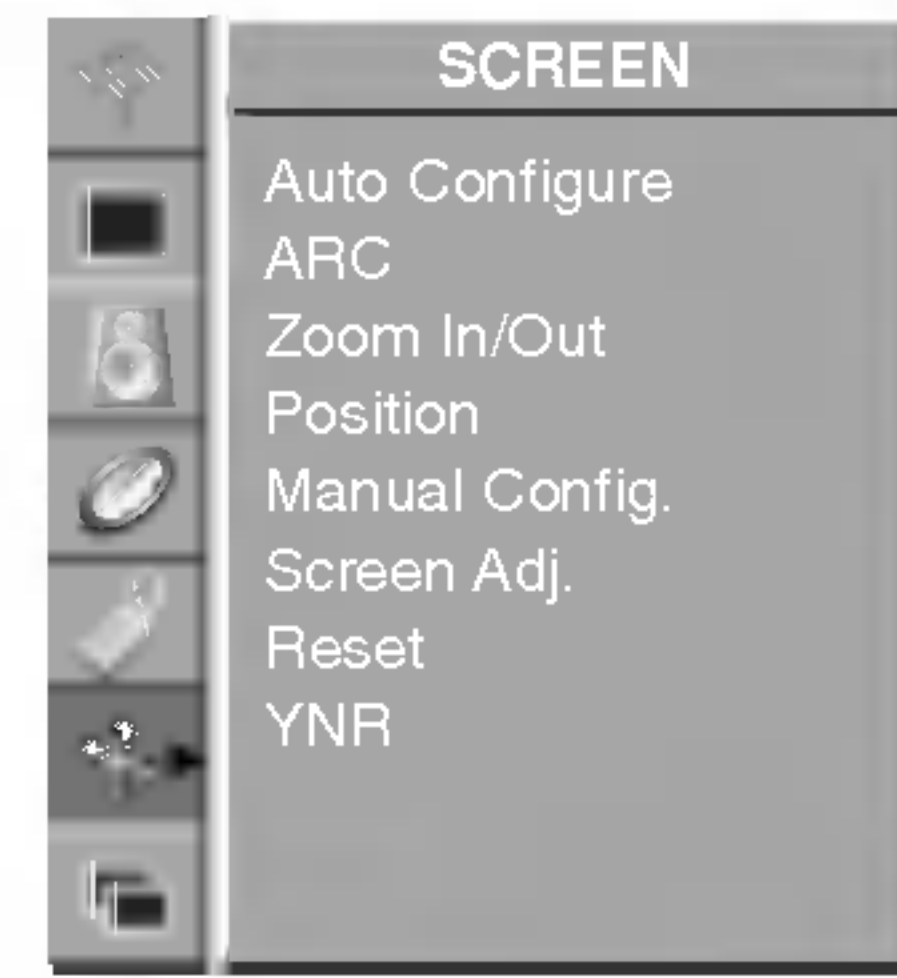 SCREEN
Auto Configure
ARC
Zoom In/Out
Position
Manual Config.
Screen Adj.
Reset
YNR